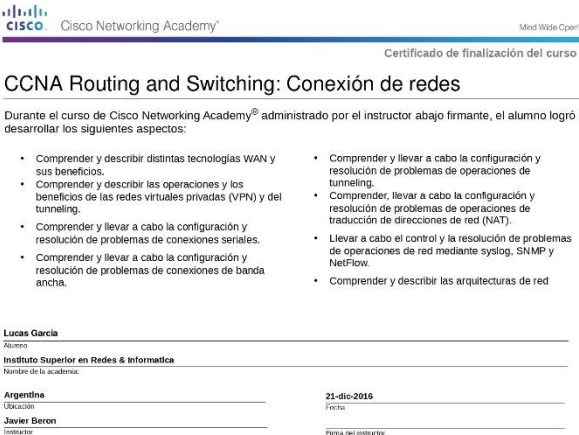 CISCO. Cisco Networking Academy® Mind Wide Open
Certificado de finalización del curso
CCNA Routing and Switching: Conexión de redes
Durante el curso de Cisco Networking Academy® administrado por el instructor abajo firmante, el alumno logró
desarrollar los siguientes aspectos:
• Comprender y describir distintas tecnologías WAN y
sus beneficios.
• Comprender y describir las operaciones y los
beneficios de las redes virtuales privadas (VPN) y del
tunneling.
• Comprender y llevar a cabo la configuración y
resolución de problemas de conexiones seriales.
• Comprender y llevar a cabo la configuración y
resolución de problemas de conexiones de banda
ancha.
• Comprender y llevar a cabo la configuración y
resolución de problemas de operaciones de
tunneling.
• Comprender, llevar a cabo la configuración y
resolución de problemas de operaciones de
traducción de direcciones de red (NAT).
• Llevar a cabo el control y la resolución de problemas
de operaciones de red mediante syslog, SNMP y
NetFlow.
• Comprender y describir las arquitecturas de red
Lucas Garcia
Alumno
Instituto Superior en Redes & Informatica
Nombre de la academia:
Argentina
Ubicación
21-dic-2016
Fecha
Javier Beron
Instructor
Firma del instructor